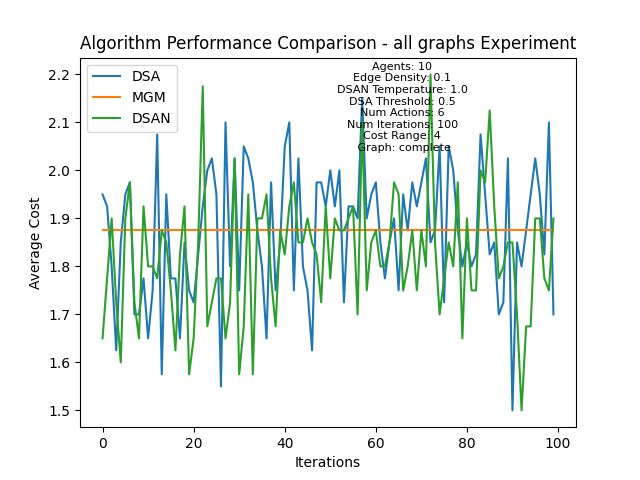 Algorithm Performance Comparison - all graphs Experiment
Agents: 10
Edge Density: 0.1
DSAN Temperature: 1.0
DSA Threshold: 0.5
Num Actions: 6
Num Iterations: 100
Cost Range: 4
Graph: complete
DSA
MGM
DSAN
2.2
2.1
2.0
1.9
1.8
1.7
1.6
1.5
Average Cost
0
20
40
60
80
100
Iterations